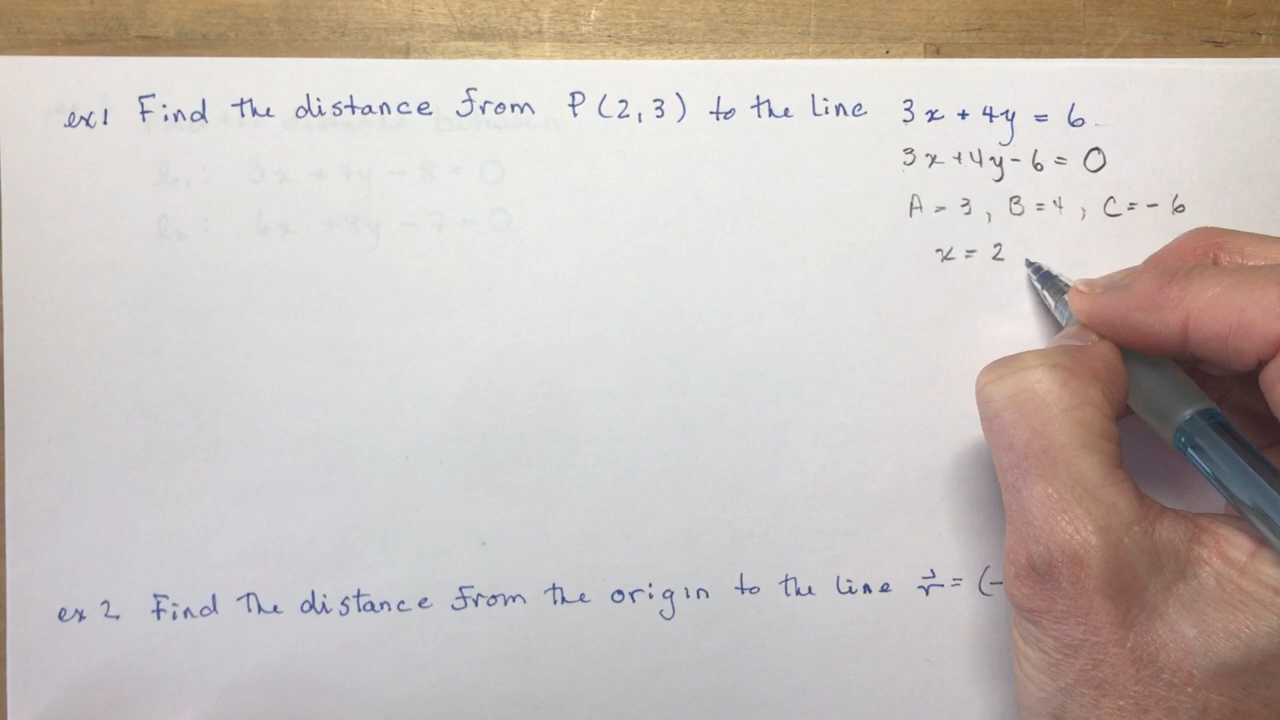 ex1 Find the distance from P(2,3) to the line 3x + 4y = 6
3x+4y-6=0
A=3, B=4, C=-6
x=2
ex 2 Find The distance from the origin to the line r⃗ = (-